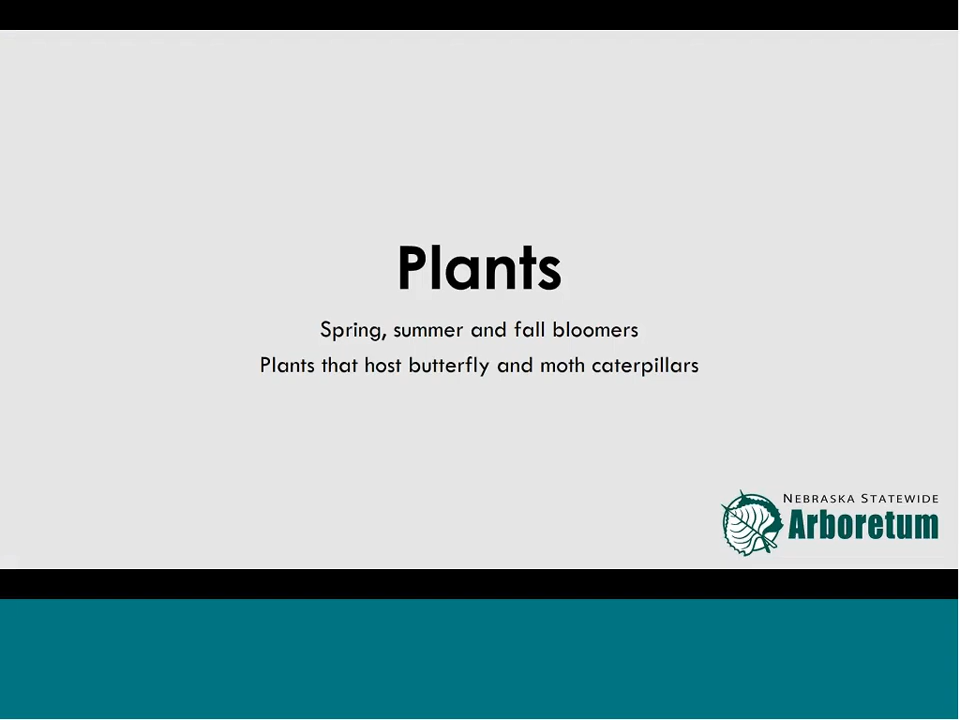 Plants
Spring, summer and fall bloomers
Plants that host butterfly and moth caterpillars
NEBRASKA STATEWIDE
Arboretum